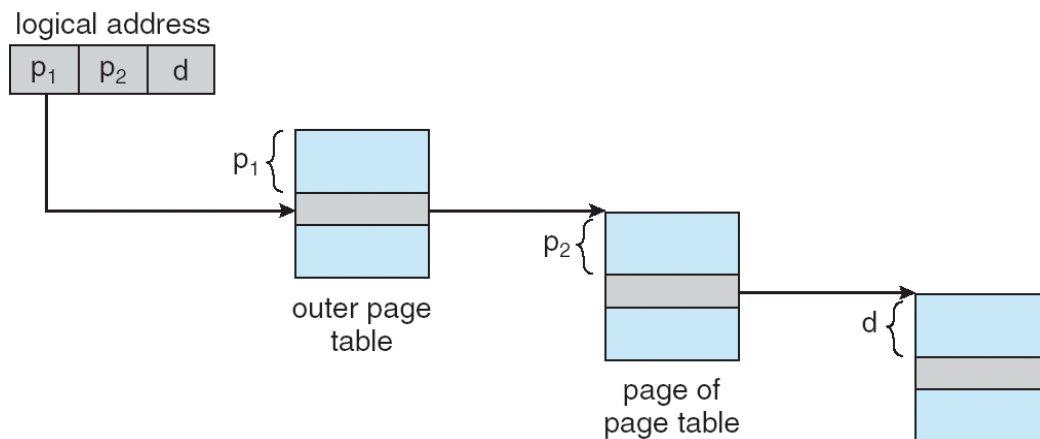 logical address
p₁ p₂ d
p₁
outer page
table
p₂
page of
page table
d